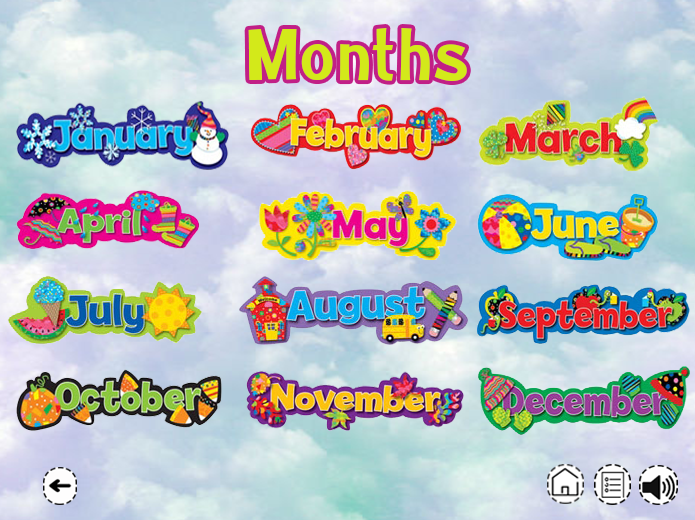 Months
January
February
March
April
May
June
July
August
September
October
November
December